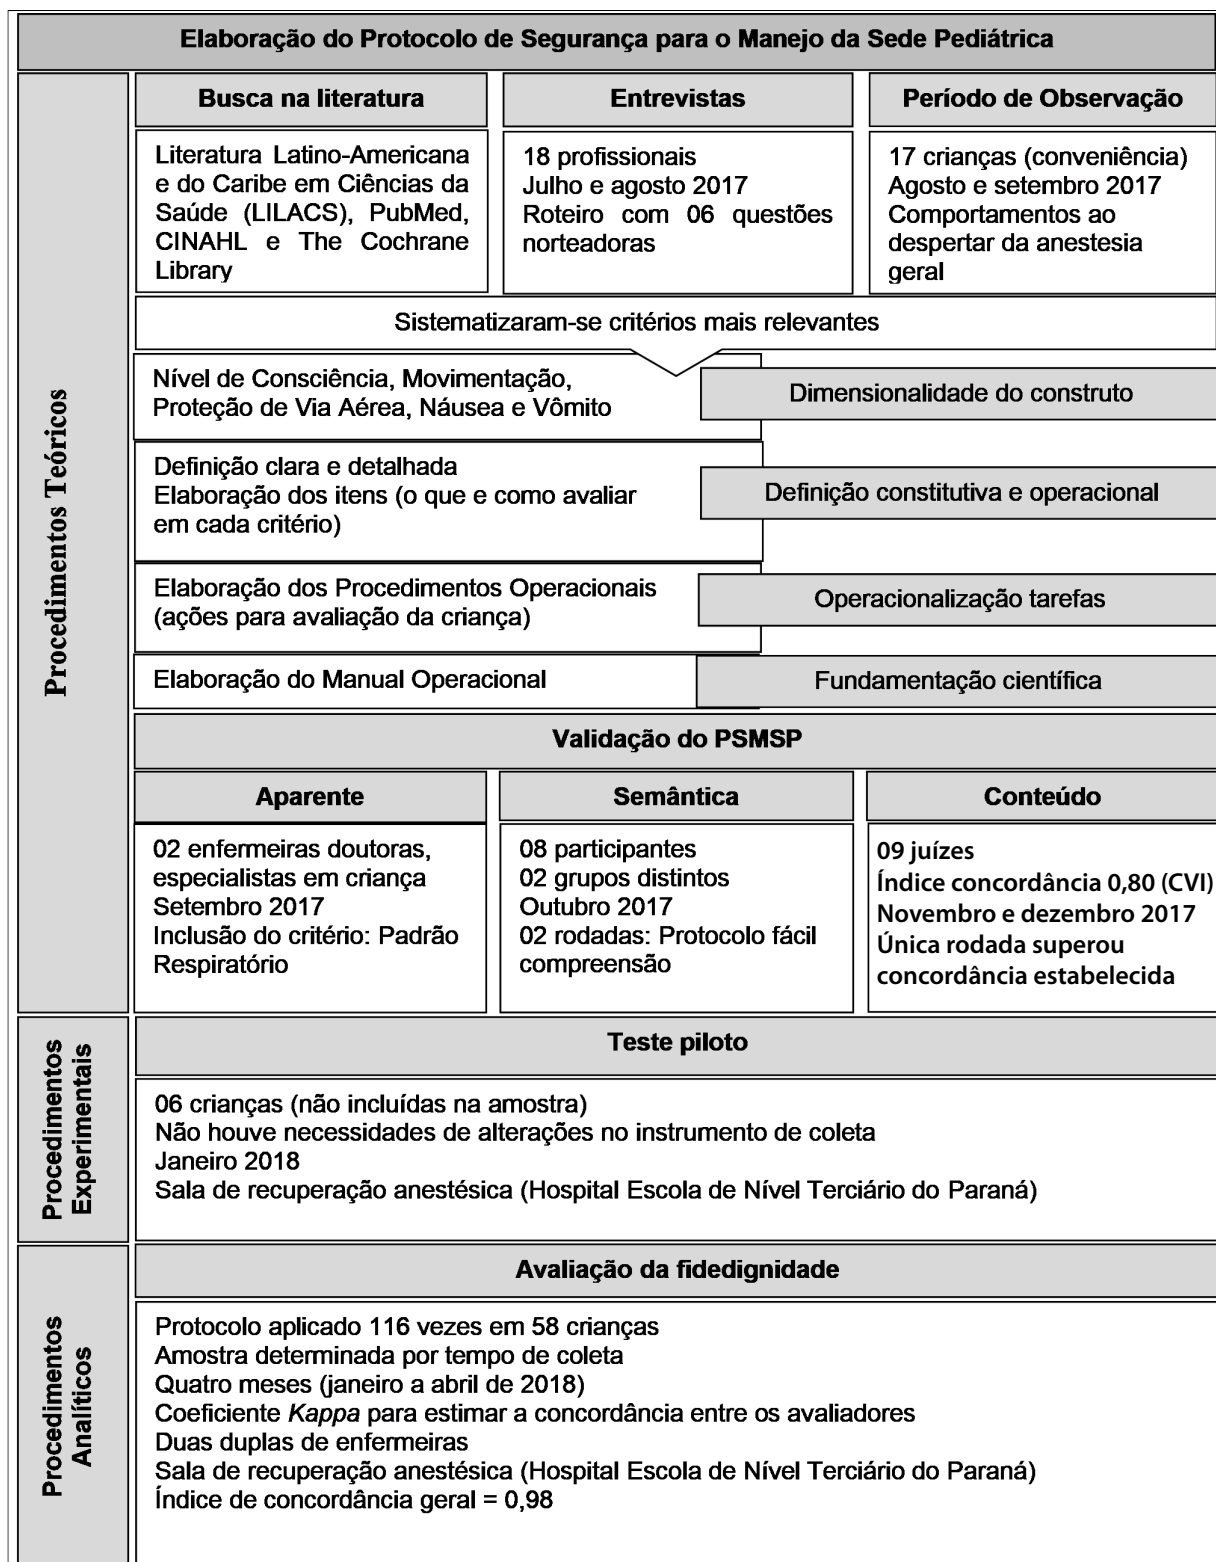 Elaboração do Protocolo de Segurança para o Manejo da Sede Pediátrica
Procedimentos Teóricos
Busca na literatura
Literatura Latino-Americana
e do Caribe em Ciências da
Saúde (LILACS), PubMed,
CINAHL e The Cochrane
Library
Entrevistas
18 profissionais
Julho e agosto 2017
Roteiro com 06 questões
norteadoras
Período de Observação
17 crianças (conveniência)
Agosto e setembro 2017
Comportamentos ao
despertar da anestesia
geral
Sistematizaram-se critérios mais relevantes
Nível de Consciência, Movimentação,
Proteção de Via Aérea, Náusea e Vômito
Dimensionalidade do construto
Definição clara e detalhada
Elaboração dos itens (o que e como avaliar
em cada critério)
Definição constitutiva e operacional
Elaboração dos Procedimentos Operacionais
(ações para avaliação da criança)
Operacionalização tarefas
Elaboração do Manual Operacional
Fundamentação científica
Validação do PSMSP
Aparente
02 enfermeiras doutoras,
especialistas em criança
Setembro 2017
Inclusão do critério: Padrão
Respiratório
Semântica
08 participantes
02 grupos distintos
Outubro 2017
02 rodadas: Protocolo fácil
compreensão
Conteúdo
09 juízes
Índice concordância 0,80 (CVI)
Novembro e dezembro 2017
Única rodada superou
concordância estabelecida
Procedimentos
Experimentais
Teste piloto
06 crianças (não incluídas na amostra)
Não houve necessidades de alterações no instrumento de coleta
Janeiro 2018
Sala de recuperação anestésica (Hospital Escola de Nível Terciário do Paraná)
Procedimentos
Analíticos
Avaliação da fidedignidade
Protocolo aplicado 116 vezes em 58 crianças
Amostra determinada por tempo de coleta
Quatro meses (janeiro a abril de 2018)
Coeficiente Kappa para estimar a concordância entre os avaliadores
Duas duplas de enfermeiras
Sala de recuperação anestésica (Hospital Escola de Nível Terciário do Paraná)
Índice de concordância geral = 0,98